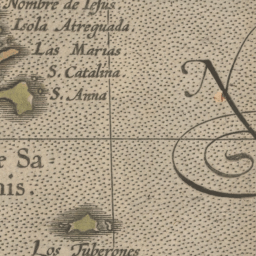 Nombre de Iesus
Isola Atreguada.
Las Marias.
S. Catalina.
S. Anna.
e Sa-
nis.
Los Tuberones